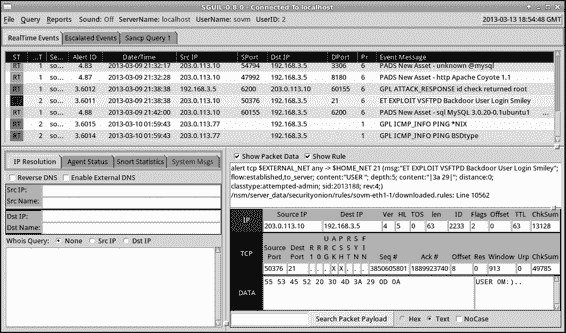 SGUIL-0.8.0 - Connected To localhost
File Query Reports Sound: Off ServerName: localhost UserName: sovm UserID: 2 2013-03-13 18:54:48 GMT
RealTime Events Escalated Events Sancp Query 1
ST ...T Se... Alert ID Date/Time Src IP SPort Dst IP DPort Pr Event Message
RT 1 so... 4.83 2013-03-09 21:32:17 203.0.113.10 54794 192.168.3.5 3306 6 PADS New Asset - unknown @mysql
RT 1 so... 4.87 2013-03-09 21:32:28 203.0.113.10 47992 192.168.3.5 8180 6 PADS New Asset - http Apache Coyote 1.1
RT 1 so... 3.6012 2013-03-09 21:38:38 192.168.3.5 6200 203.0.113.10 60155 6 GPL ATTACK_RESPONSE id check returned root
2 so... 3.6011 2013-03-09 21:38:38 203.0.113.10 50376 192.168.3.5 21 6 ET EXPLOIT VSFTPD Backdoor User Login Smiley
RT 1 so... 4.88 2013-03-09 21:42:00 203.0.113.10 60155 192.168.3.5 6200 6 PADS New Asset - sql MySQL 3.0.20-0.1ubuntu1
RT 2 so... 3.6015 2013-03-10 01:59:43 203.0.113.77 192.168.3.5 1 GPL ICMP_INFO PING *NIX
RT 2 so... 3.6014 2013-03-10 01:59:43 203.0.113.77 192.168.3.5 1 GPL ICMP_INFO PING BSDtype
IP Resolution Agent Status Snort Statistics System Msgs
Reverse DNS Enable External DNS
Src IP:
Src Name:
Dst IP:
Dst Name:
Whois Query: None Src IP Dst IP
Show Packet Data Show Rule
alert tcp $EXTERNAL_NET any -> $HOME_NET 21 (msg:"ET EXPLOIT VSFTPD Backdoor User Login Smiley";
flow:established,to_server; content:"USER "; depth:5; content:"|3a 29|"; distance:0;
classtype:attempted-admin; sid:2013188; rev:4;)
/nsm/server_data/securityonion/rules/sovm-eth1-1/downloaded.rules: Line 10562
IP
Source IP Dest IP Ver HL TOS len ID Flags Offset TTL ChkSum
203.0.113.10 192.168.3.5 4 5 0 63 2233 2 0 63 13128
TCP
U A P R S F
Source Dest R R R C S S Y I
Port Port 1 0 G K H T N N Seq # Ack # Offset Res Window Urp ChkSum
50376 21 . . . X X . . . 3850605801 1889923740 8 0 913 0 49785
DATA
55 53 45 52 20 30 4D 3A 29 0D 0A USER 0M:)..
Search Packet Payload Hex Text NoCase